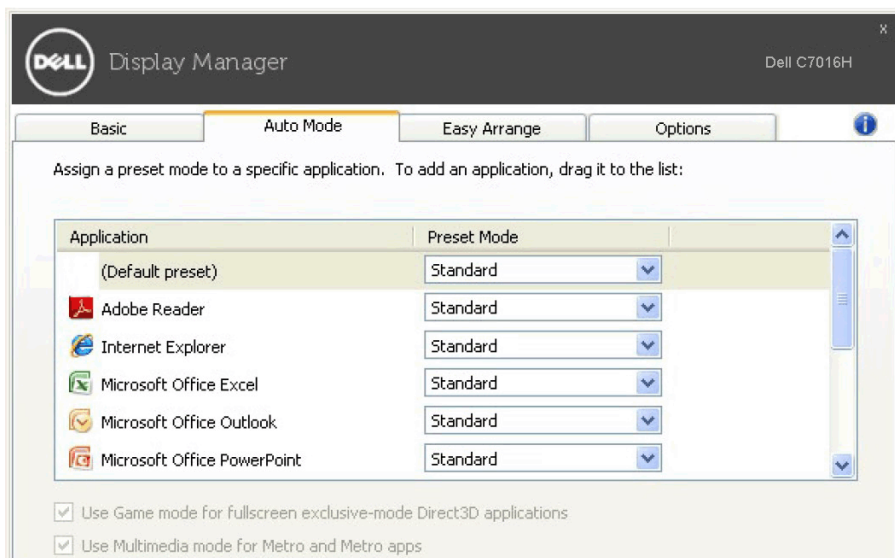 DELL Display Manager Dell C7016H
x
Basic Auto Mode Easy Arrange Options i
Assign a preset mode to a specific application. To add an application, drag it to the list:
Application Preset Mode
(Default preset) Standard
Adobe Reader Standard
Internet Explorer Standard
Microsoft Office Excel Standard
Microsoft Office Outlook Standard
Microsoft Office PowerPoint Standard
Use Game mode for fullscreen exclusive-mode Direct3D applications
Use Multimedia mode for Metro and Metro apps